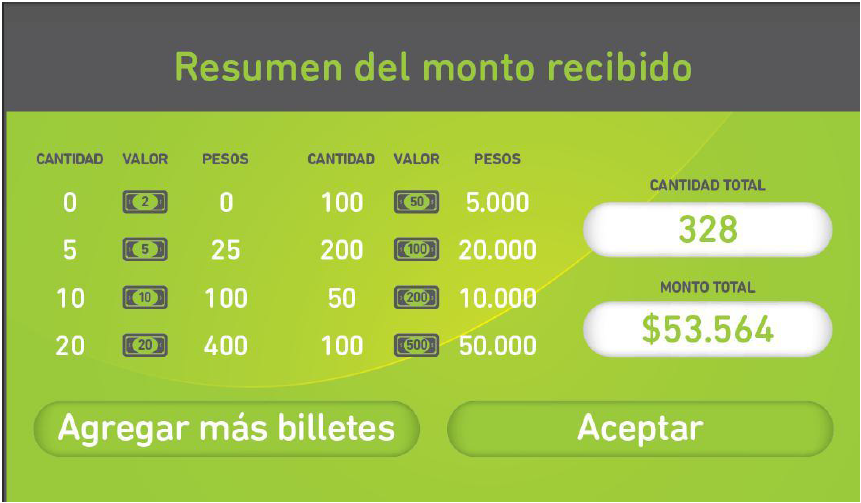 Resumen del monto recibido
CANTIDAD VALOR PESOS CANTIDAD VALOR PESOS
0 2 0 100 50 5.000
5 5 25 200 100 20.000
10 10 100 50 200 10.000
20 20 400 100 500 50.000
CANTIDAD TOTAL
328
MONTO TOTAL
$53.564
Agregar más billetes Aceptar